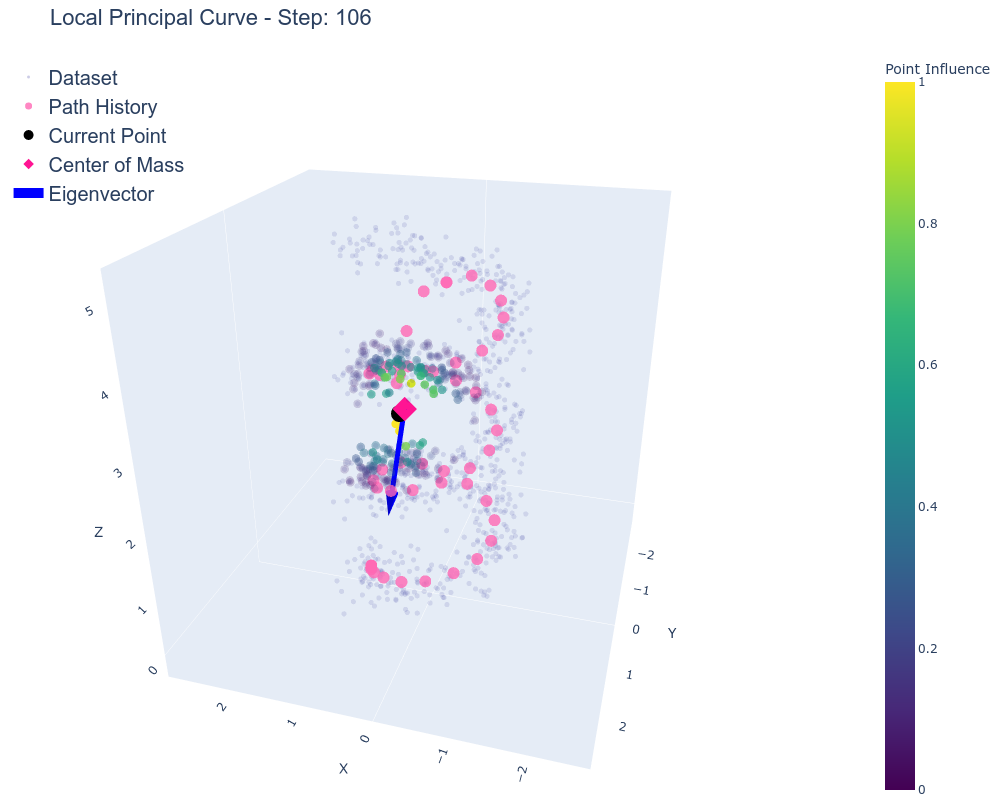 Local Principal Curve - Step: 106
Dataset
Path History
Current Point
Center of Mass
Eigenvector
Point Influence
1
0.8
0.6
0.4
0.2
0
5
4
3
2
1
0
Z
2
1
0
−1
−2
X
−2
−1
0
1
2
Y